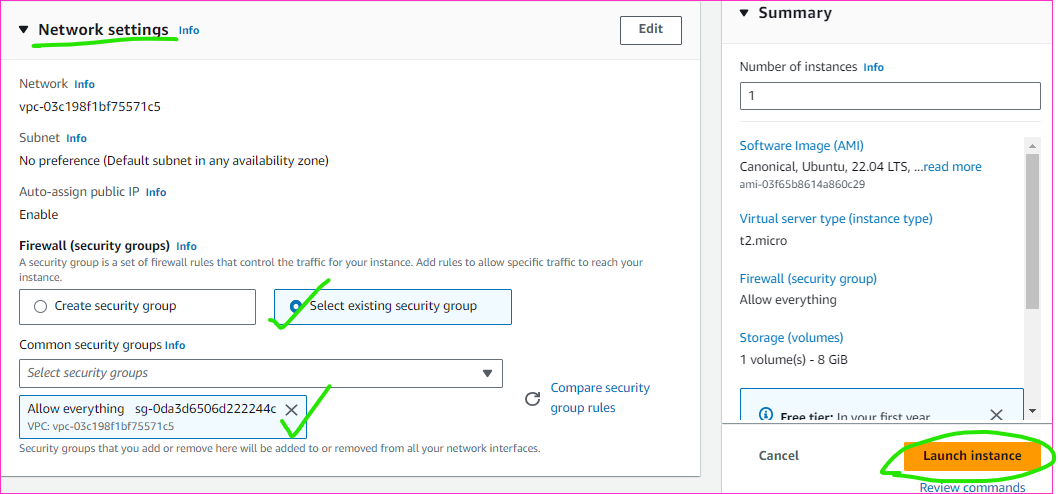 Network settings Info
Edit
Network Info
vpc-03c198f1bf75571c5
Subnet Info
No preference (Default subnet in any availability zone)
Auto-assign public IP Info
Enable
Firewall (security groups) Info
A security group is a set of firewall rules that control the traffic for your instance. Add rules to allow specific traffic to reach your
instance.
Create security group
Select existing security group
Common security groups Info
Select security groups
Allow everything sg-0da3d6506d222244c
VPC: vpc-03c198f1bf75571c5
Compare security
group rules
Security groups that you add or remove here will be added to or removed from all your network interfaces.
Summary
Number of instances Info
1
Software Image (AMI)
Canonical, Ubuntu, 22.04 LTS, ...read more
ami-03f65b8614a860c29
Virtual server type (instance type)
t2.micro
Firewall (security group)
Allow everything
Storage (volumes)
1 volume(s) - 8 GiB
Free tier: In your first year
Cancel
Launch instance
Review commands